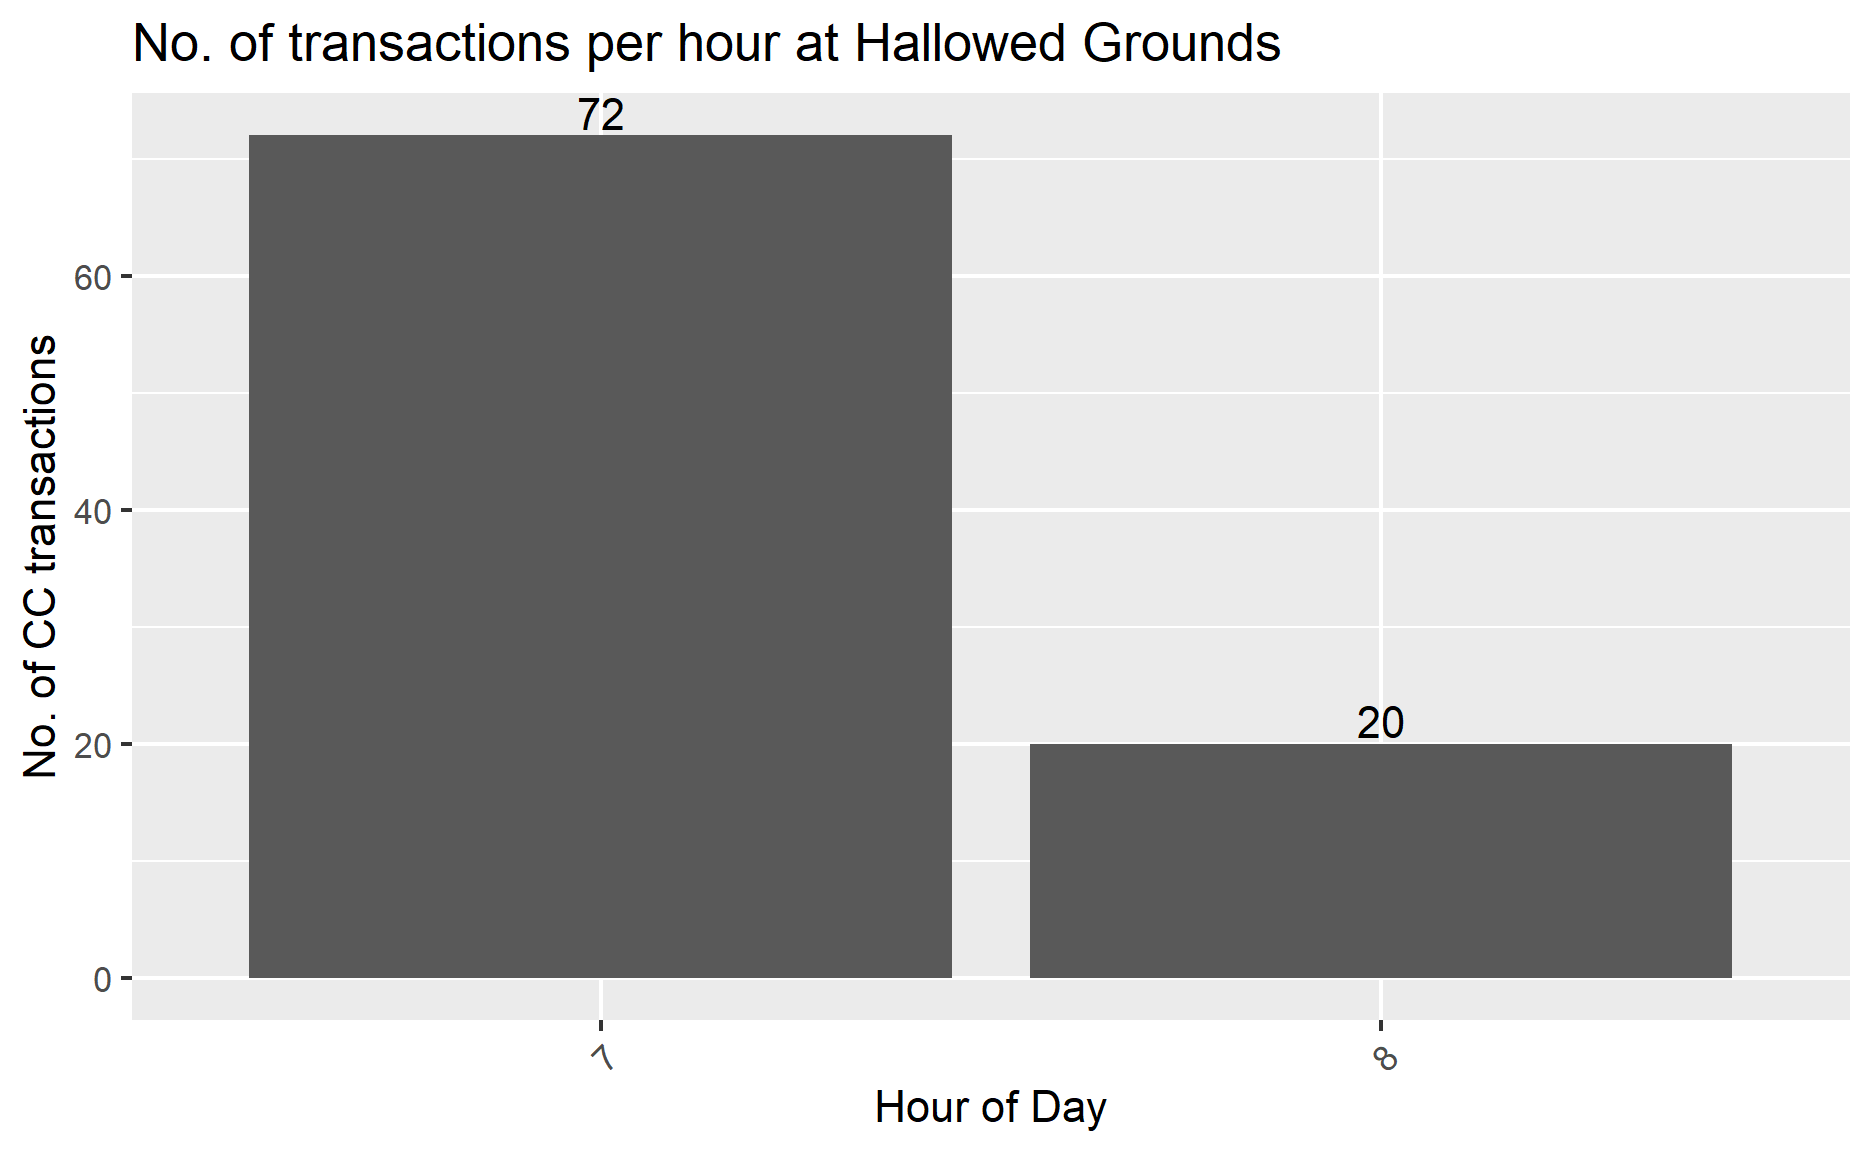 No. of transactions per hour at Hallowed Grounds
72
60
40
20
20
0
No. of CC transactions
7
8
Hour of Day